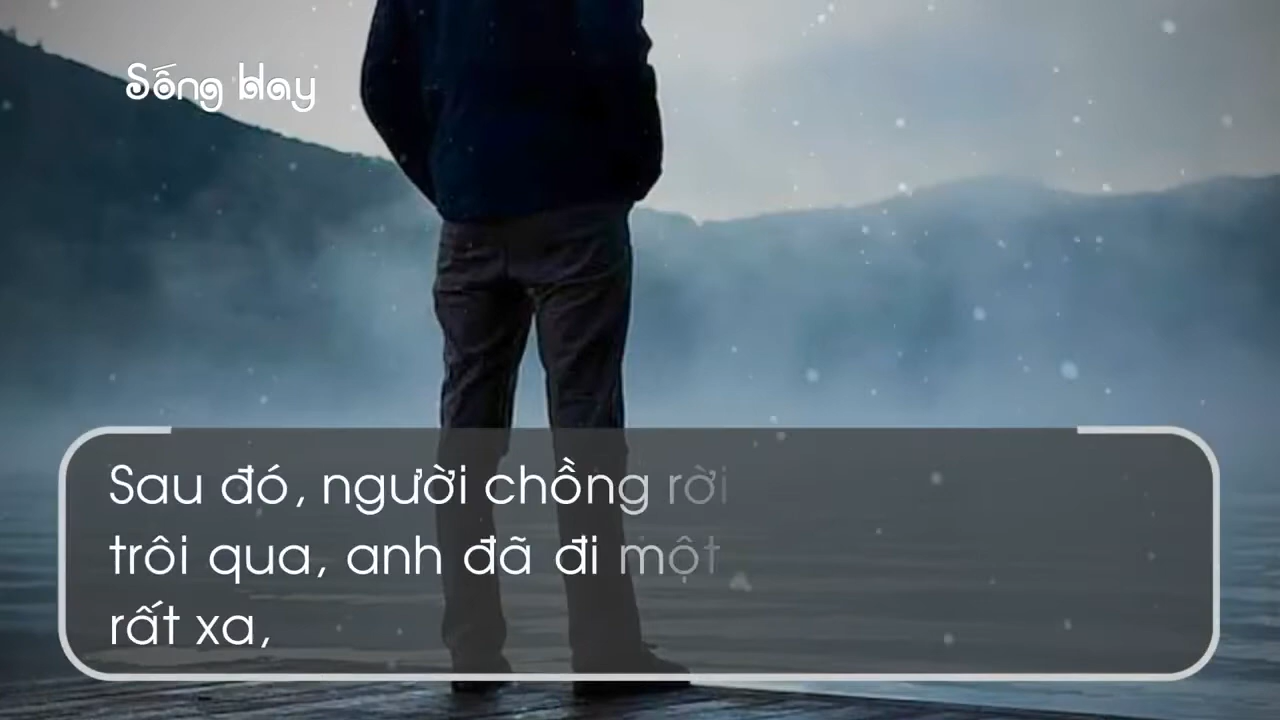 Sống Hay
Sau đó, người chồng rời
trôi qua, anh đã đi một
rất xa,